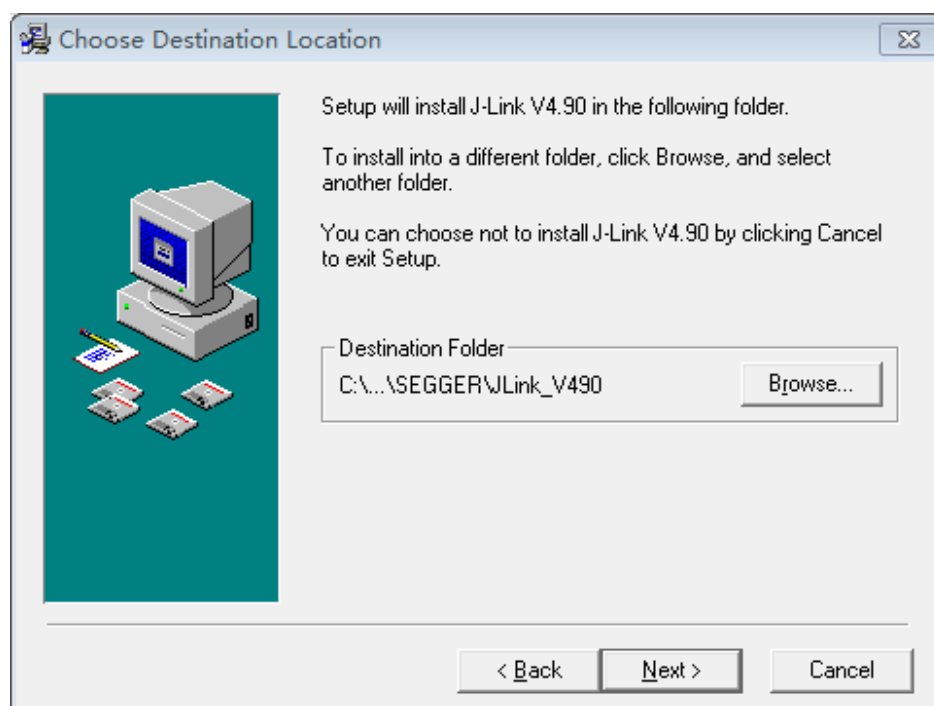 Choose Destination Location
Setup will install J-Link V4.90 in the following folder.
To install into a different folder, click Browse, and select
another folder.
You can choose not to install J-Link V4.90 by clicking Cancel
to exit Setup.
Destination Folder
C:\...\SEGGER\JLink_V490
Browse...
< Back
Next >
Cancel